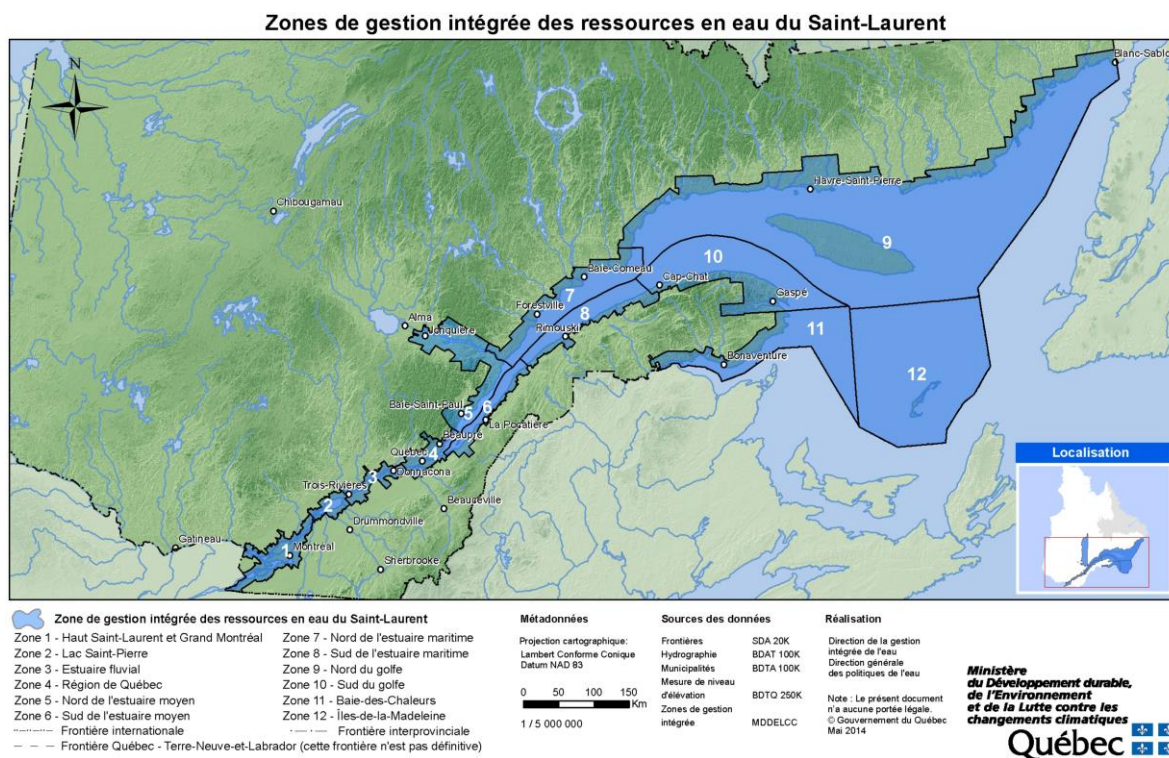 Zones de gestion intégrée des ressources en eau du Saint-Laurent
N
Blanc-Sablon
Havre-Saint-Pierre
Chibougamau
9
10
Baie-Comeau
Cap-Chat
7
Gaspé
Forestville
8
Alma
Rimouski
11
Jonquière
Bonaventure
12
Baie-Saint-Paul
5
6
La Pocatière
Beaupré
Québec
4
Donnacona
3
Trois-Rivières
2
Beauceville
Drummondville
Gatineau
1
Montréal
Sherbrooke
Localisation
Zone de gestion intégrée des ressources en eau du Saint-Laurent
Zone 1 - Haut Saint-Laurent et Grand Montréal
Zone 2 - Lac Saint-Pierre
Zone 3 - Estuaire fluvial
Zone 4 - Région de Québec
Zone 5 - Nord de l'estuaire moyen
Zone 6 - Sud de l'estuaire moyen
Zone 7 - Nord de l'estuaire maritime
Zone 8 - Sud de l'estuaire maritime
Zone 9 - Nord du golfe
Zone 10 - Sud du golfe
Zone 11 - Baie-des-Chaleurs
Zone 12 - Îles-de-la-Madeleine
Frontière internationale
Frontière interprovinciale
Frontière Québec - Terre-Neuve-et-Labrador (cette frontière n'est pas définitive)
Métadonnées
Projection cartographique:
Lambert Conforme Conique
Datum NAD 83
0 50 100 150
Km
1 / 5 000 000
Sources des données
Frontières SDA 20K
Hydrographie BDAT 100K
Municipalités BDTA 100K
Mesure de niveau
d'élévation BDTQ 250K
Zones de gestion
intégrée MDDELCC
Réalisation
Direction de la gestion
intégrée de l'eau
Direction générale
des politiques de l'eau
Note : Le présent document
n'a aucune portée légale.
© Gouvernement du Québec
Mai 2014
Ministère
du Développement durable,
de l'Environnement
et de la Lutte contre les
changements climatiques
Québec